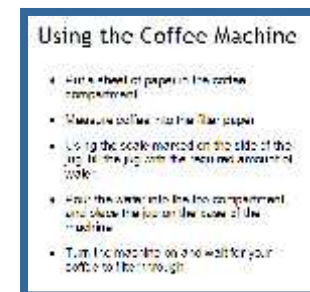 Using the Coffee Machine
• Put a sheet of paper in the coffee
compartment
• Measure coffee into the filter paper
• Using the scale marked on the side of the
jug, fill the jug with the required amount of
water
• Pour the water into the top compartment
and place the jug on the base of the
machine
• Turn the machine on and wait for your
coffee to filter through